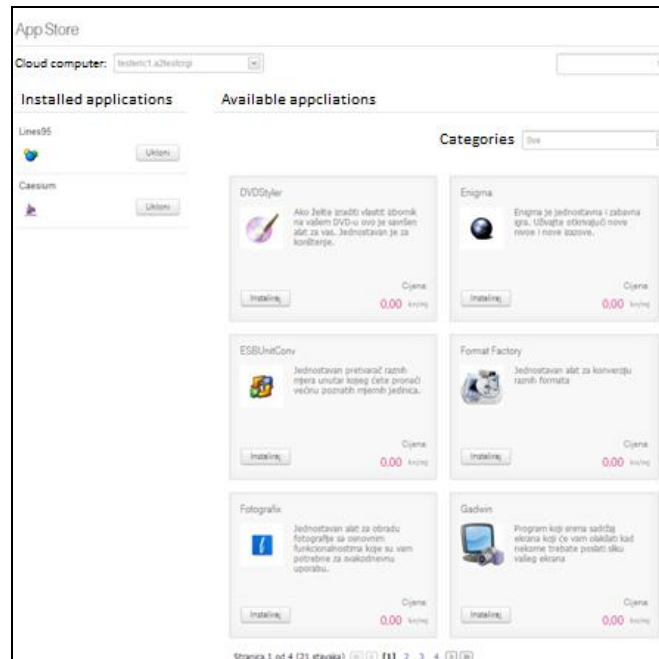 App Store
Cloud computer: testeric1.a2testcrgi
Installed applications
Available appcliations
Lines95
Ukloni
Caesium
Ukloni
Categories Sve
DVDStyler
Ako želite izraditi vlastit izbornik
na vašem DVD-u ovo je savršen
alat za vas. Jednostavan je za
korištenje.
Cijena
Instaliraj
0,00 kn/mj
Enigma
Enigma je jednostavna i zabavna
igra. Uživajte otkrivajući nove
nivoe i nove izazove.
Cijena
Instaliraj
0,00 kn/mj
ESBUnitConv
Jednostavan pretvarač raznih
mjera unutar kojeg ćete pronaći
većinu poznatih mjernih jedinica.
Cijena
Instaliraj
0,00 kn/mj
Format Factory
Jednostavan alat za konverziju
raznih formata
Cijena
Instaliraj
0,00 kn/mj
Fotografix
Jednostavan alat za obradu
fotografije sa osnovnim
funkcionalnostima koje su vam
potrebne za svakodnevnu
uporabu.
Cijena
Instaliraj
0,00 kn/mj
Gadwin
Program koji snima sadržaj
ekrana koji će vam olakšati kad
nekome trebate poslati sliku
vašeg ekrana
Cijena
Instaliraj
0,00 kn/mj
Stranica 1 od 4 (21 stavaka) [1] 2 3 4